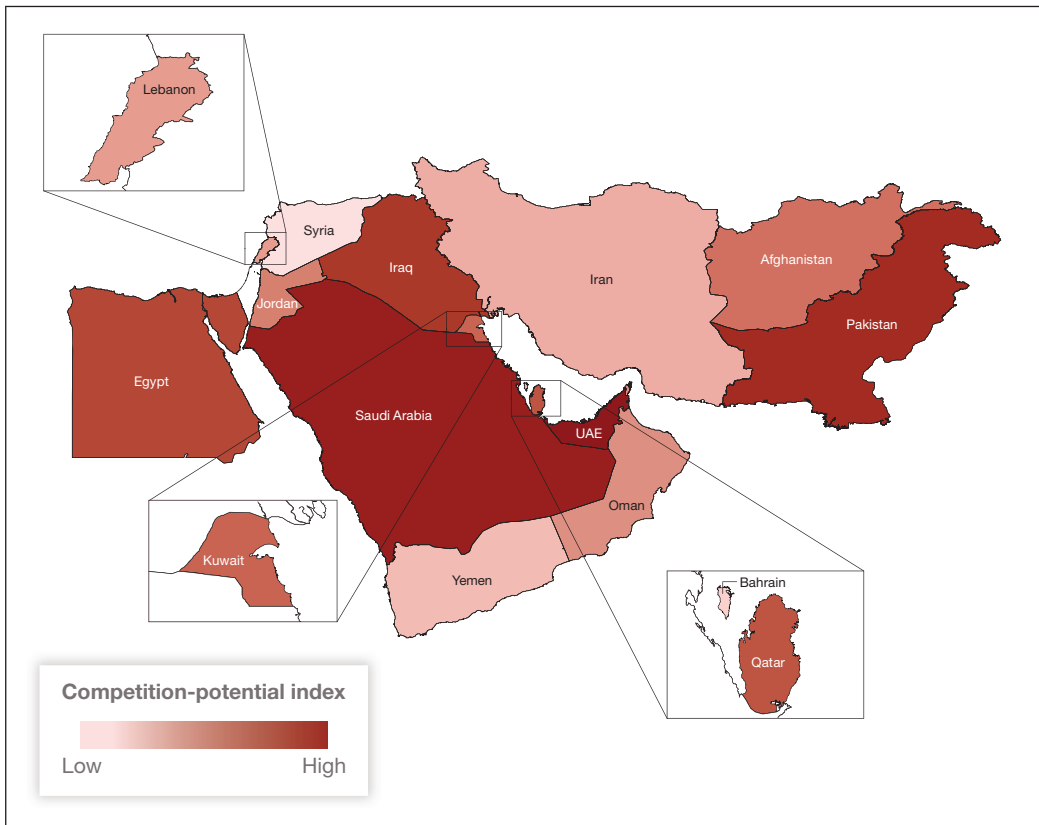 Lebanon
Syria
Iraq
Iran
Afghanistan
Jordan
Pakistan
Egypt
Saudi Arabia
UAE
Oman
Kuwait
Yemen
Bahrain
Qatar
Competition-potential index
Low High